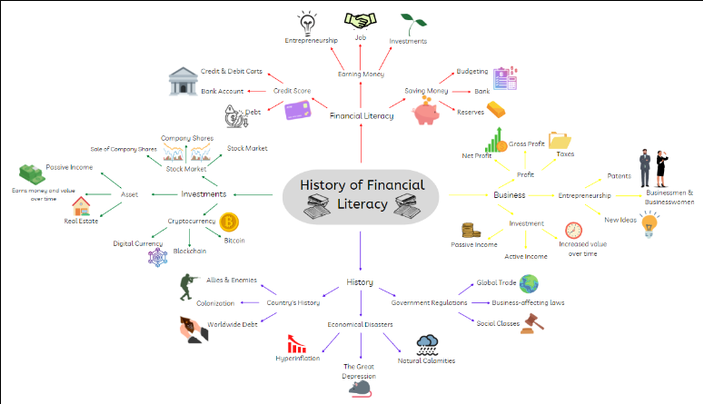 Entrepreneurship
Job
Investments
Earning Money
Credit & Debit Carts
Bank Account
Credit Score
Debt
Financial Literacy
Saving Money
Budgeting
Bank
Reserves
Company Shares
Sale of Company Shares
Stock Market
Stock Market
Passive Income
Earns money and value
over time
Asset
Real Estate
Investments
Cryptocurrency
Digital Currency
Blockchain
Bitcoin
History of Financial
Literacy
Gross Profit
Net Profit
Taxes
Profit
Business
Patents
Entrepreneurship
Businessmen &
Businesswomen
New Ideas
Investment
Passive Income
Active Income
Increased value
over time
History
Allies & Enemies
Colonization
Country's History
Worldwide Debt
Government Regulations
Global Trade
Business-affecting laws
Social Classes
Economical Disasters
Hyperinflation
The Great
Depression
Natural Calamities